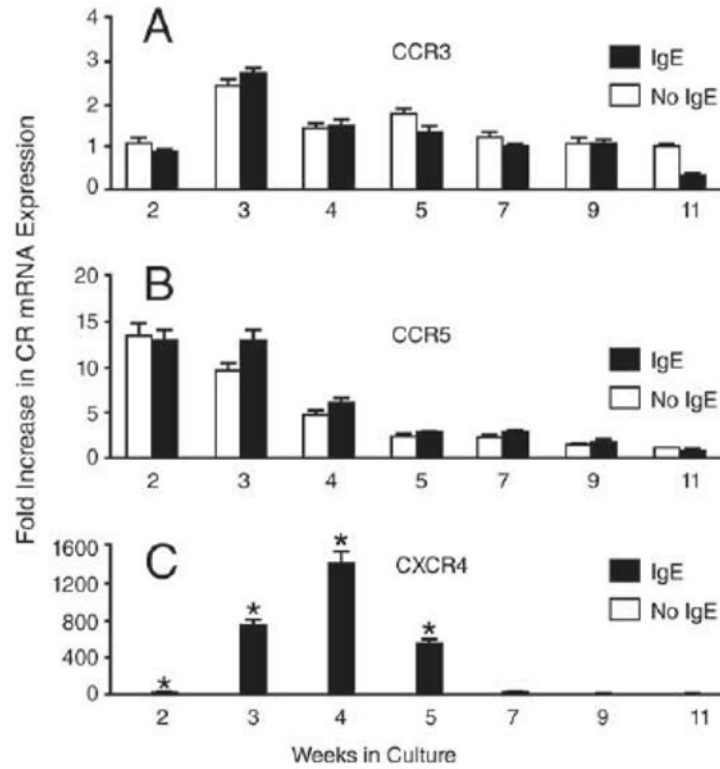 Fold Increase in CR mRNA Expression
A
CCR3
IgE
No IgE
4
3
2
1
0
2 3 4 5 7 9 11
B
CCR5
IgE
No IgE
20
15
10
5
0
2 3 4 5 7 9 11
C
CXCR4
IgE
No IgE
1600
1200
800
400
0
* * * *
2 3 4 5 7 9 11
Weeks in Culture